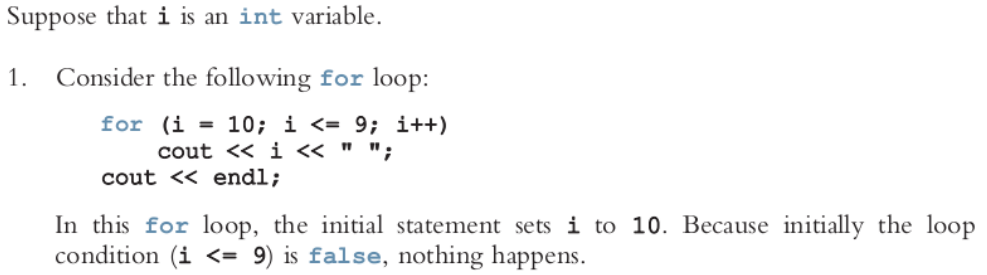 Suppose that i is an int variable.
1. Consider the following for loop:
for (i = 10; i <= 9; i++)
cout << i << " ";
cout << endl;
In this for loop, the initial statement sets i to 10. Because initially the loop
condition (i <= 9) is false, nothing happens.